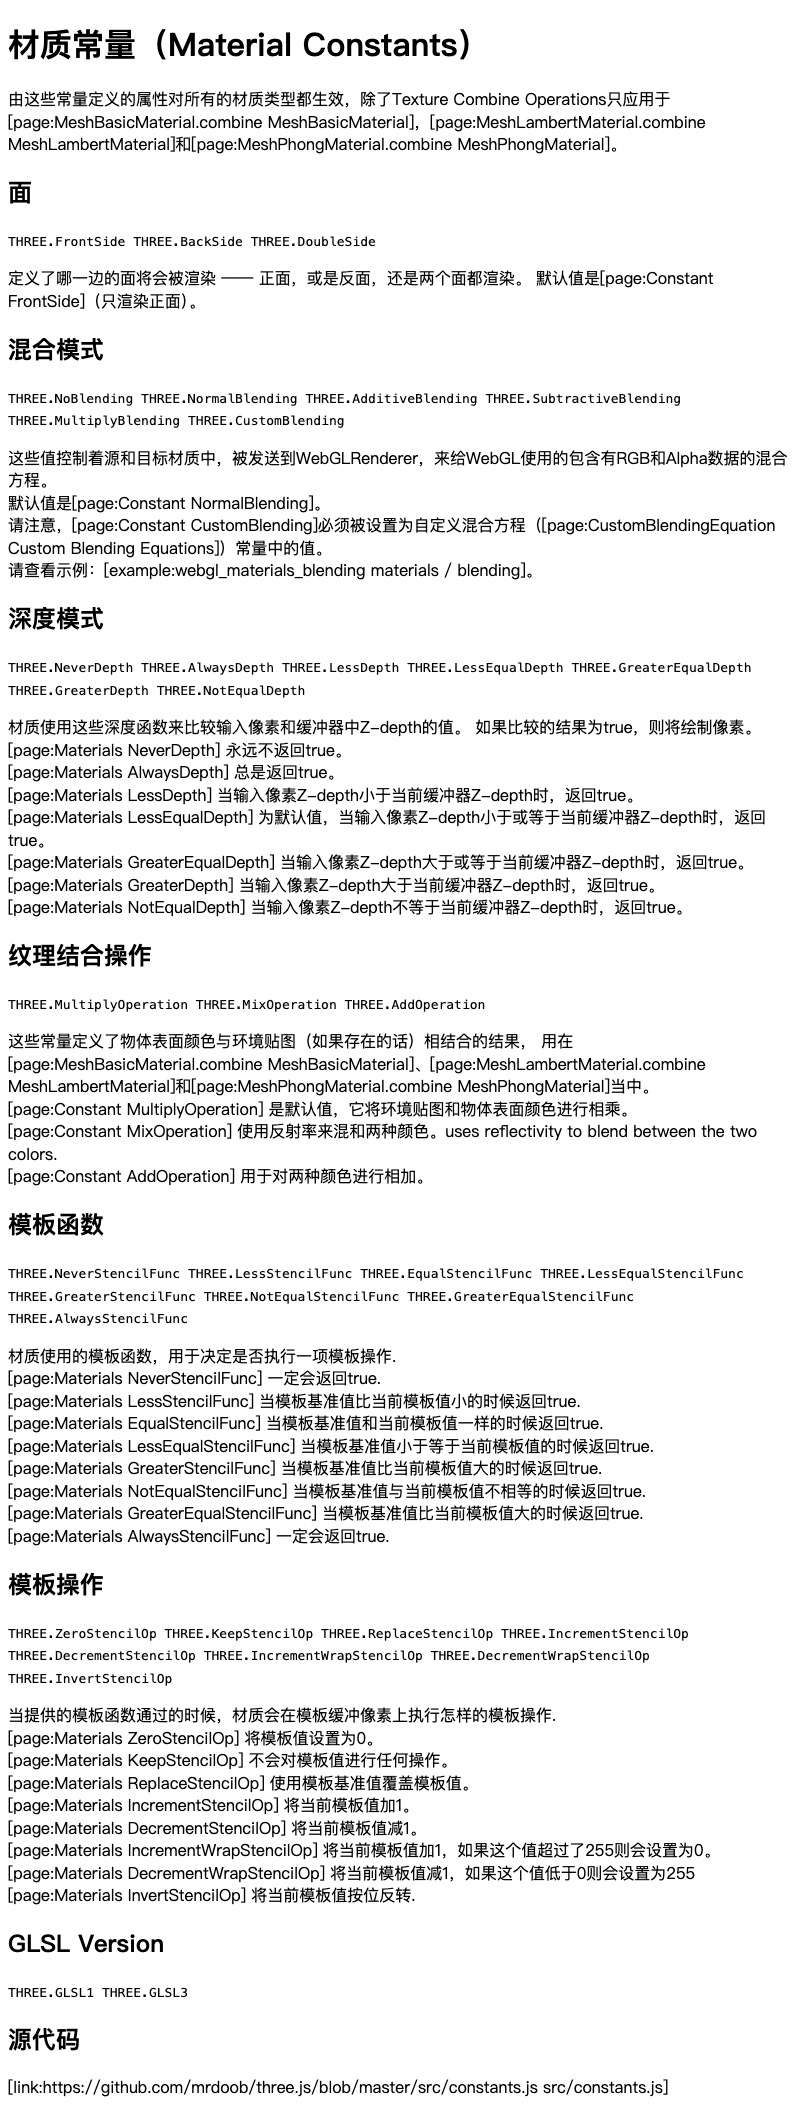 材质常量（Material Constants）
由这些常量定义的属性对所有的材质类型都生效，除了Texture Combine Operations只应用于
[page:MeshBasicMaterial.combine MeshBasicMaterial]，[page:MeshLambertMaterial.combine
MeshLambertMaterial]和[page:MeshPhongMaterial.combine MeshPhongMaterial]。
面
THREE.FrontSide THREE.BackSide THREE.DoubleSide
定义了哪一边的面将会被渲染 —— 正面，或是反面，还是两个面都渲染。 默认值是[page:Constant
FrontSide]（只渲染正面）。
混合模式
THREE.NoBlending THREE.NormalBlending THREE.AdditiveBlending THREE.SubtractiveBlending
THREE.MultiplyBlending THREE.CustomBlending
这些值控制着源和目标材质中，被发送到WebGLRenderer，来给WebGL使用的包含有RGB和Alpha数据的混合
方程。
默认值是[page:Constant NormalBlending]。
请注意，[page:Constant CustomBlending]必须被设置为自定义混合方程（[page:CustomBlendingEquation
Custom Blending Equations]）常量中的值。
请查看示例：[example:webgl_materials_blending materials / blending]。
深度模式
THREE.NeverDepth THREE.AlwaysDepth THREE.LessDepth THREE.LessEqualDepth THREE.GreaterEqualDepth
THREE.GreaterDepth THREE.NotEqualDepth
材质使用这些深度函数来比较输入像素和缓冲器中Z-depth的值。 如果比较的结果为true，则将绘制像素。
[page:Materials NeverDepth] 永远不返回true。
[page:Materials AlwaysDepth] 总是返回true。
[page:Materials LessDepth] 当输入像素Z-depth小于当前缓冲器Z-depth时，返回true。
[page:Materials LessEqualDepth] 为默认值，当输入像素Z-depth小于或等于当前缓冲器Z-depth时，返回
true。
[page:Materials GreaterEqualDepth] 当输入像素Z-depth大于或等于当前缓冲器Z-depth时，返回true。
[page:Materials GreaterDepth] 当输入像素Z-depth大于当前缓冲器Z-depth时，返回true。
[page:Materials NotEqualDepth] 当输入像素Z-depth不等于当前缓冲器Z-depth时，返回true。
纹理结合操作
THREE.MultiplyOperation THREE.MixOperation THREE.AddOperation
这些常量定义了物体表面颜色与环境贴图（如果存在的话）相结合的结果， 用在
[page:MeshBasicMaterial.combine MeshBasicMaterial]、[page:MeshLambertMaterial.combine
MeshLambertMaterial]和[page:MeshPhongMaterial.combine MeshPhongMaterial]当中。
[page:Constant MultiplyOperation] 是默认值，它将环境贴图和物体表面颜色进行相乘。
[page:Constant MixOperation] 使用反射率来混和两种颜色。uses reflectivity to blend between the two
colors.
[page:Constant AddOperation] 用于对两种颜色进行相加。
模板函数
THREE.NeverStencilFunc THREE.LessStencilFunc THREE.EqualStencilFunc THREE.LessEqualStencilFunc
THREE.GreaterStencilFunc THREE.NotEqualStencilFunc THREE.GreaterEqualStencilFunc
THREE.AlwaysStencilFunc
材质使用的模板函数，用于决定是否执行一项模板操作.
[page:Materials NeverStencilFunc] 一定会返回true.
[page:Materials LessStencilFunc] 当模板基准值比当前模板值小的时候返回true.
[page:Materials EqualStencilFunc] 当模板基准值和当前模板值一样的时候返回true.
[page:Materials LessEqualStencilFunc] 当模板基准值小于等于当前模板值的时候返回true.
[page:Materials GreaterStencilFunc] 当模板基准值比当前模板值大的时候返回true.
[page:Materials NotEqualStencilFunc] 当模板基准值与当前模板值不相等的时候返回true.
[page:Materials GreaterEqualStencilFunc] 当模板基准值比当前模板值大的时候返回true.
[page:Materials AlwaysStencilFunc] 一定会返回true.
模板操作
THREE.ZeroStencilOp THREE.KeepStencilOp THREE.ReplaceStencilOp THREE.IncrementStencilOp
THREE.DecrementStencilOp THREE.IncrementWrapStencilOp THREE.DecrementWrapStencilOp
THREE.InvertStencilOp
当提供的模板函数通过的时候，材质会在模板缓冲像素上执行怎样的模板操作.
[page:Materials ZeroStencilOp] 将模板值设置为0。
[page:Materials KeepStencilOp] 不会对模板值进行任何操作。
[page:Materials ReplaceStencilOp] 使用模板基准值覆盖模板值。
[page:Materials IncrementStencilOp] 将当前模板值加1。
[page:Materials DecrementStencilOp] 将当前模板值减1。
[page:Materials IncrementWrapStencilOp] 将当前模板值加1，如果这个值超过了255则会设置为0。
[page:Materials DecrementWrapStencilOp] 将当前模板值减1，如果这个值低于0则会设置为255
[page:Materials InvertStencilOp] 将当前模板值按位反转.
GLSL Version
THREE.GLSL1 THREE.GLSL3
源代码
[link:https://github.com/mrdoob/three.js/blob/master/src/constants.js src/constants.js]